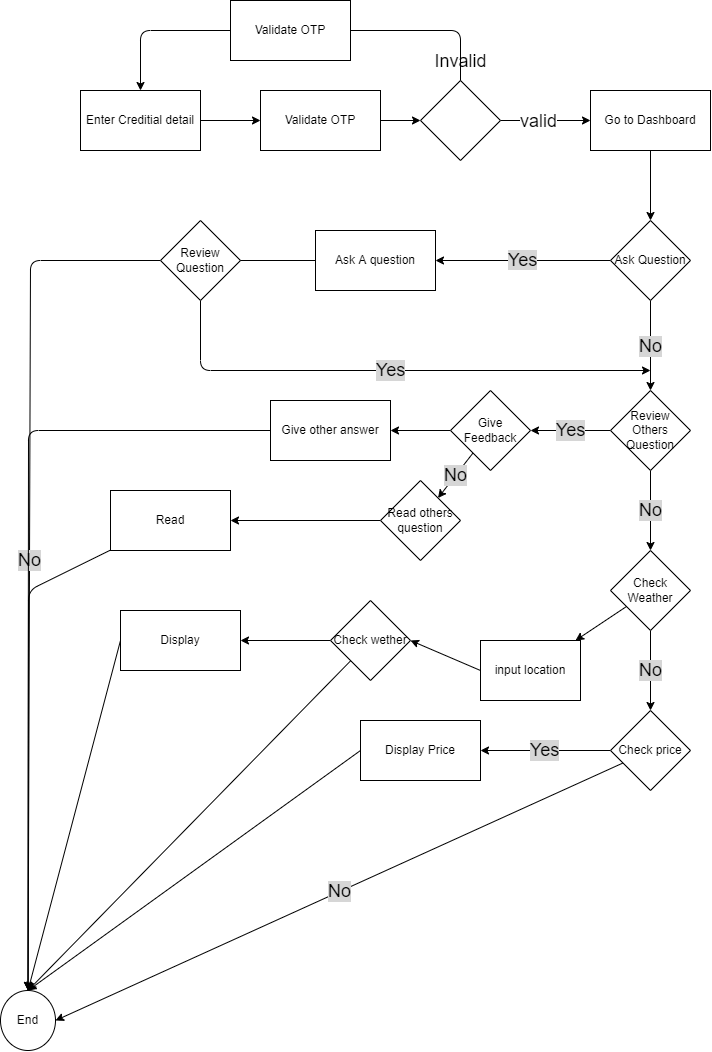 Validate OTP
Invalid
Enter Creditial detail
Validate OTP
valid
Go to Dashboard
Review
Question
Ask A question
Yes
Ask Question
No
Yes
Give other answer
Give
Feedback
Yes
Review
Others
Question
No
Read
Read others
question
No
No
Check
Weather
Display
Check wether
input location
No
Display Price
Yes
Check price
No
End